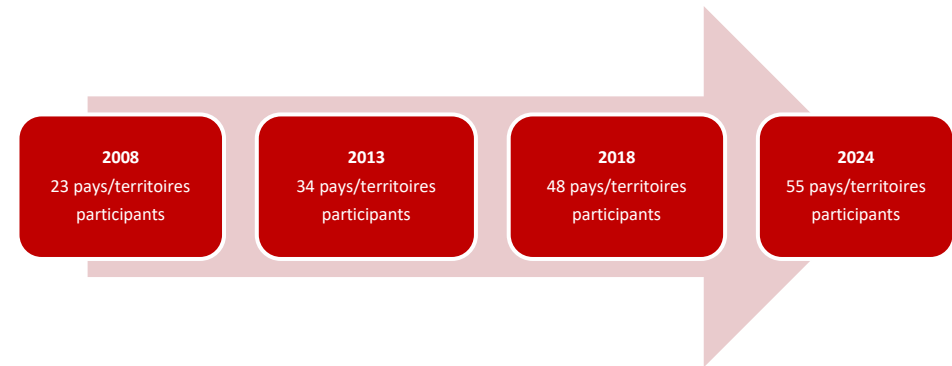 2008
23 pays/territoires
participants
2013
34 pays/territoires
participants
2018
48 pays/territoires
participants
2024
55 pays/territoires
participants